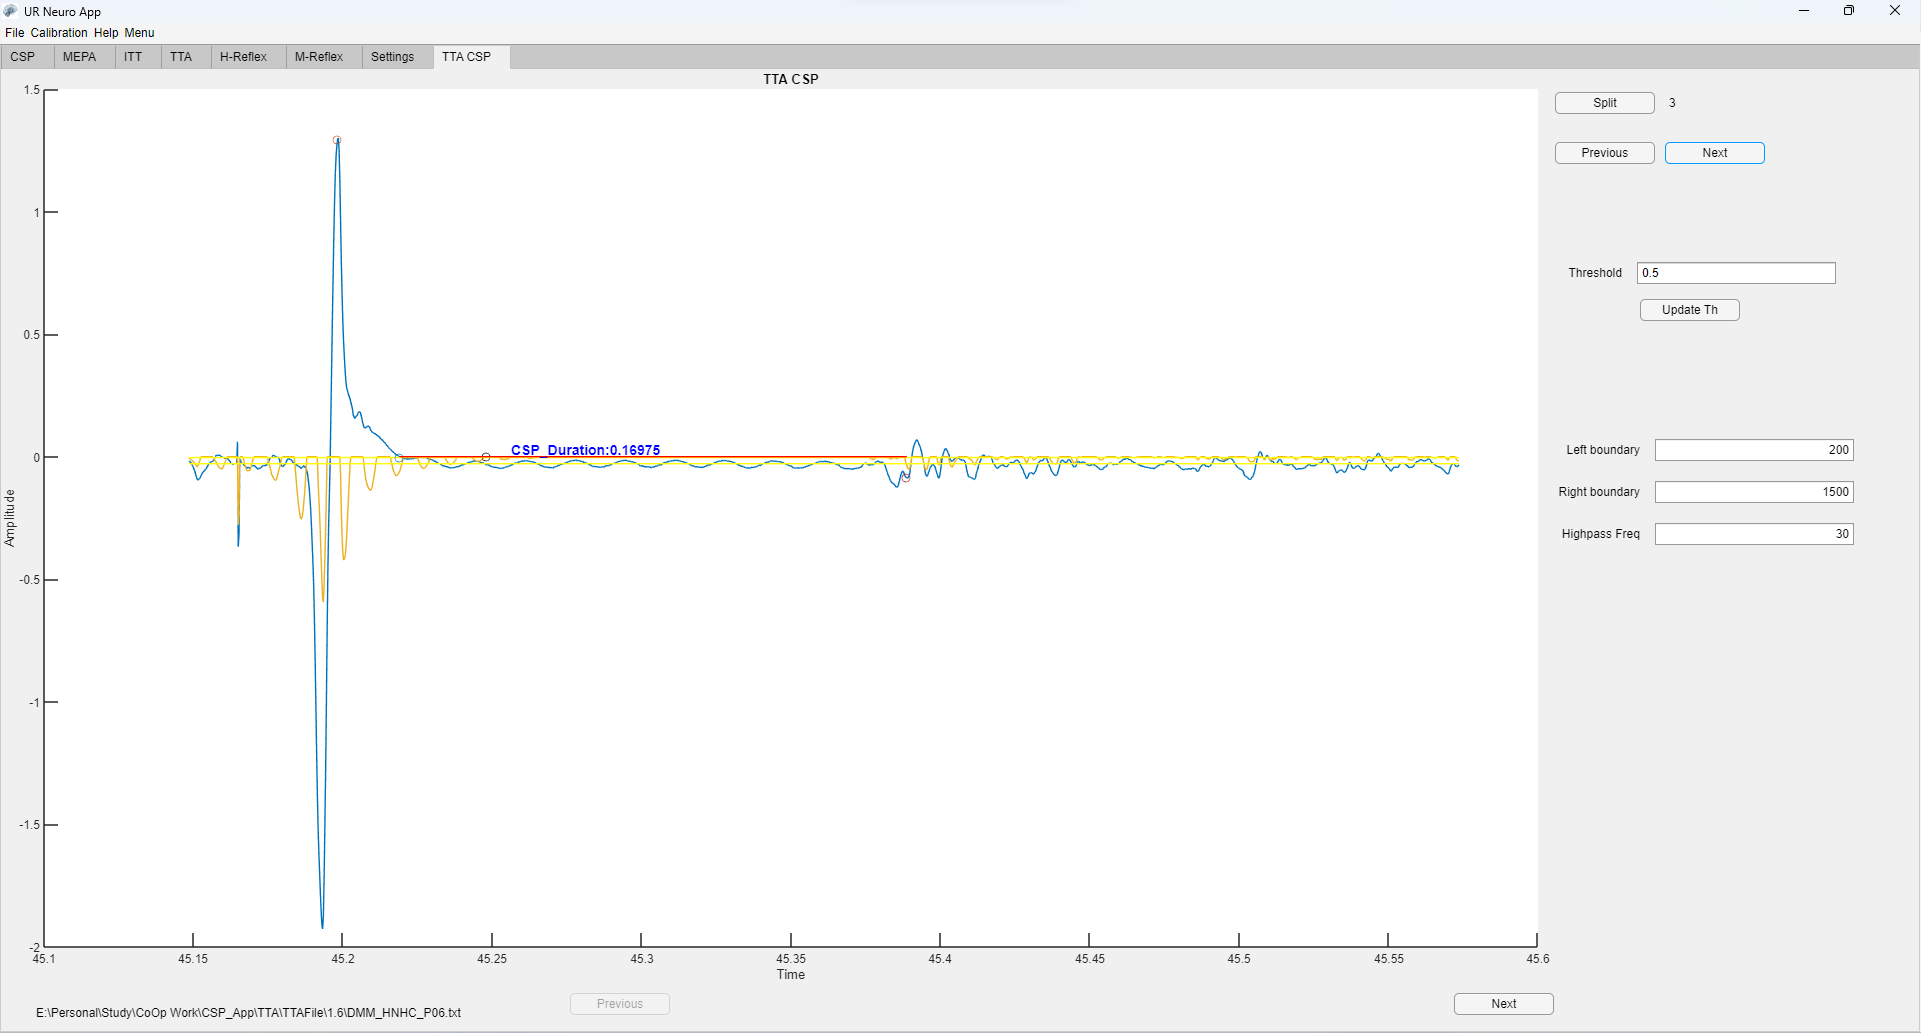 UR Neuro App
File Calibration Help Menu
CSP MEPA ITT TTA H-Reflex M-Reflex Settings TTA CSP
TTA CSP
1.5
1
0.5
0
-0.5
-1
-1.5
-2
Amplitude
CSP_Duration:0.16975
45.1 45.15 45.2 45.25 45.3 45.35 45.4 45.45 45.5 45.55 45.6
Time
Split 3
Previous Next
Threshold 0.5
Update Th
Left boundary 200
Right boundary 1500
Highpass Freq 30
Previous Next
E:\Personal\Study\CoOp Work\CSP_App\TTA\TTAFile\1.6\DMM_HNHC_P06.txt